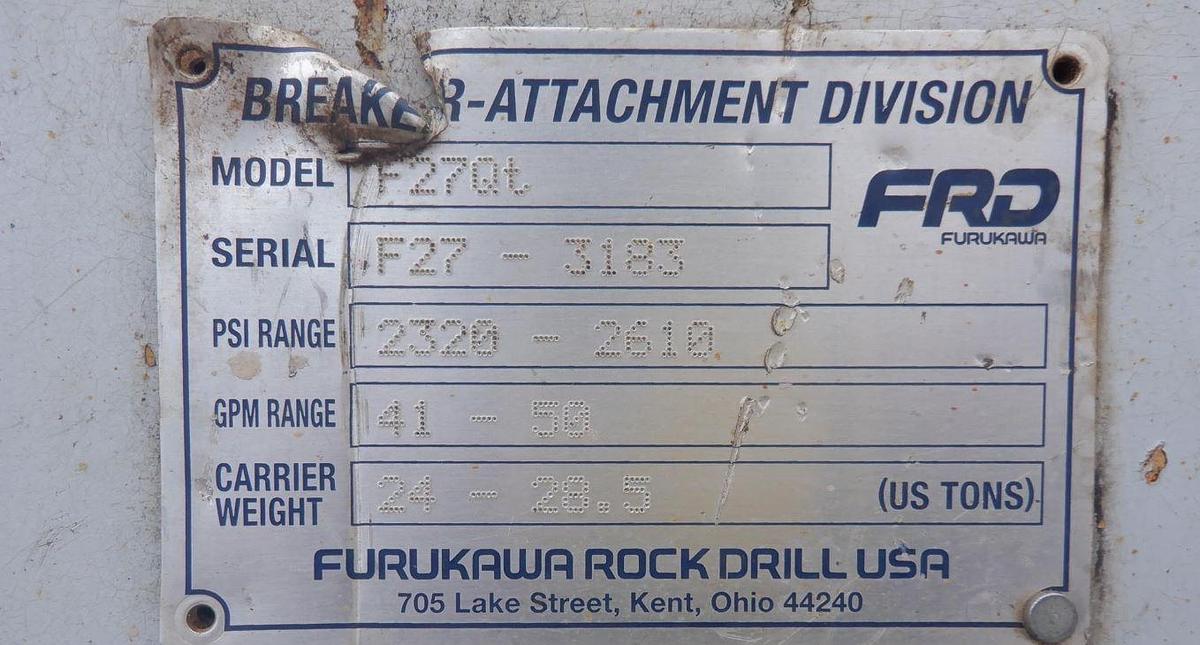 BREAKER-ATTACHMENT DIVISION
MODEL F27Qt
FRD
FURUKAWA
SERIAL F27 - 3183
PSI RANGE 2320 - 2610
GPM RANGE 41 - 50
CARRIER WEIGHT 24 - 28.5 (US TONS)
FURUKAWA ROCK DRILL USA
705 Lake Street, Kent, Ohio 44240